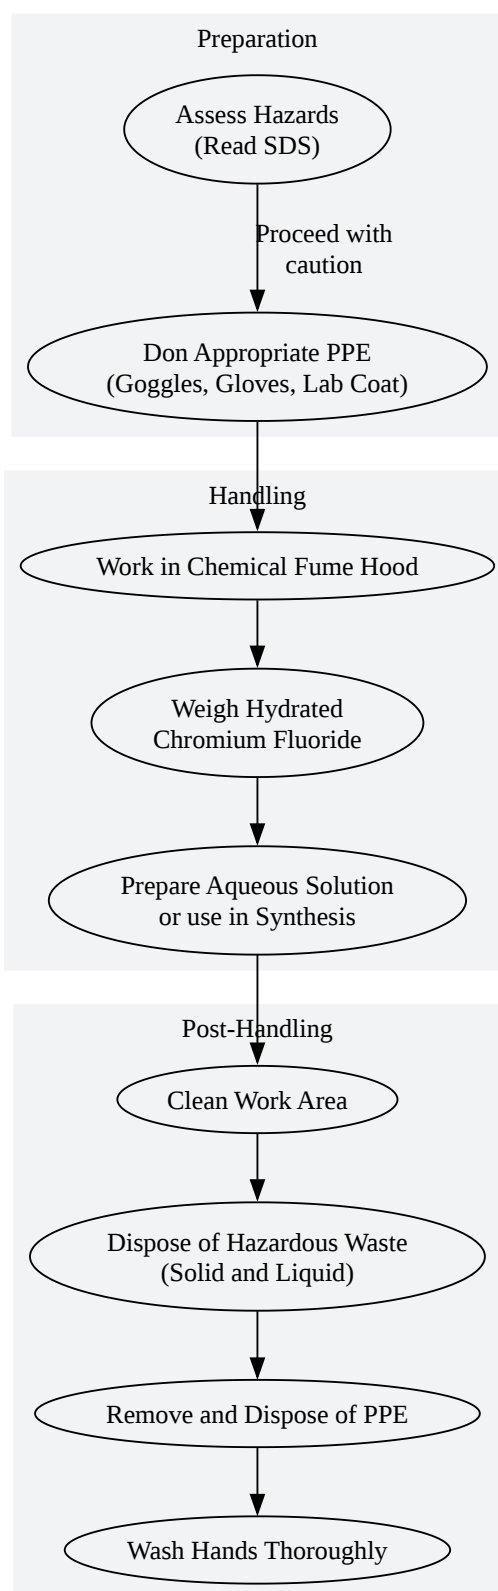 Preparation
Assess Hazards
(Read SDS)
Proceed with
caution
Don Appropriate PPE
(Goggles, Gloves, Lab Coat)
Handling
Work in Chemical Fume Hood
Weigh Hydrated
Chromium Fluoride
Prepare Aqueous Solution
or use in Synthesis
Post-Handling
Clean Work Area
Dispose of Hazardous Waste
(Solid and Liquid)
Remove and Dispose of PPE
Wash Hands Thoroughly